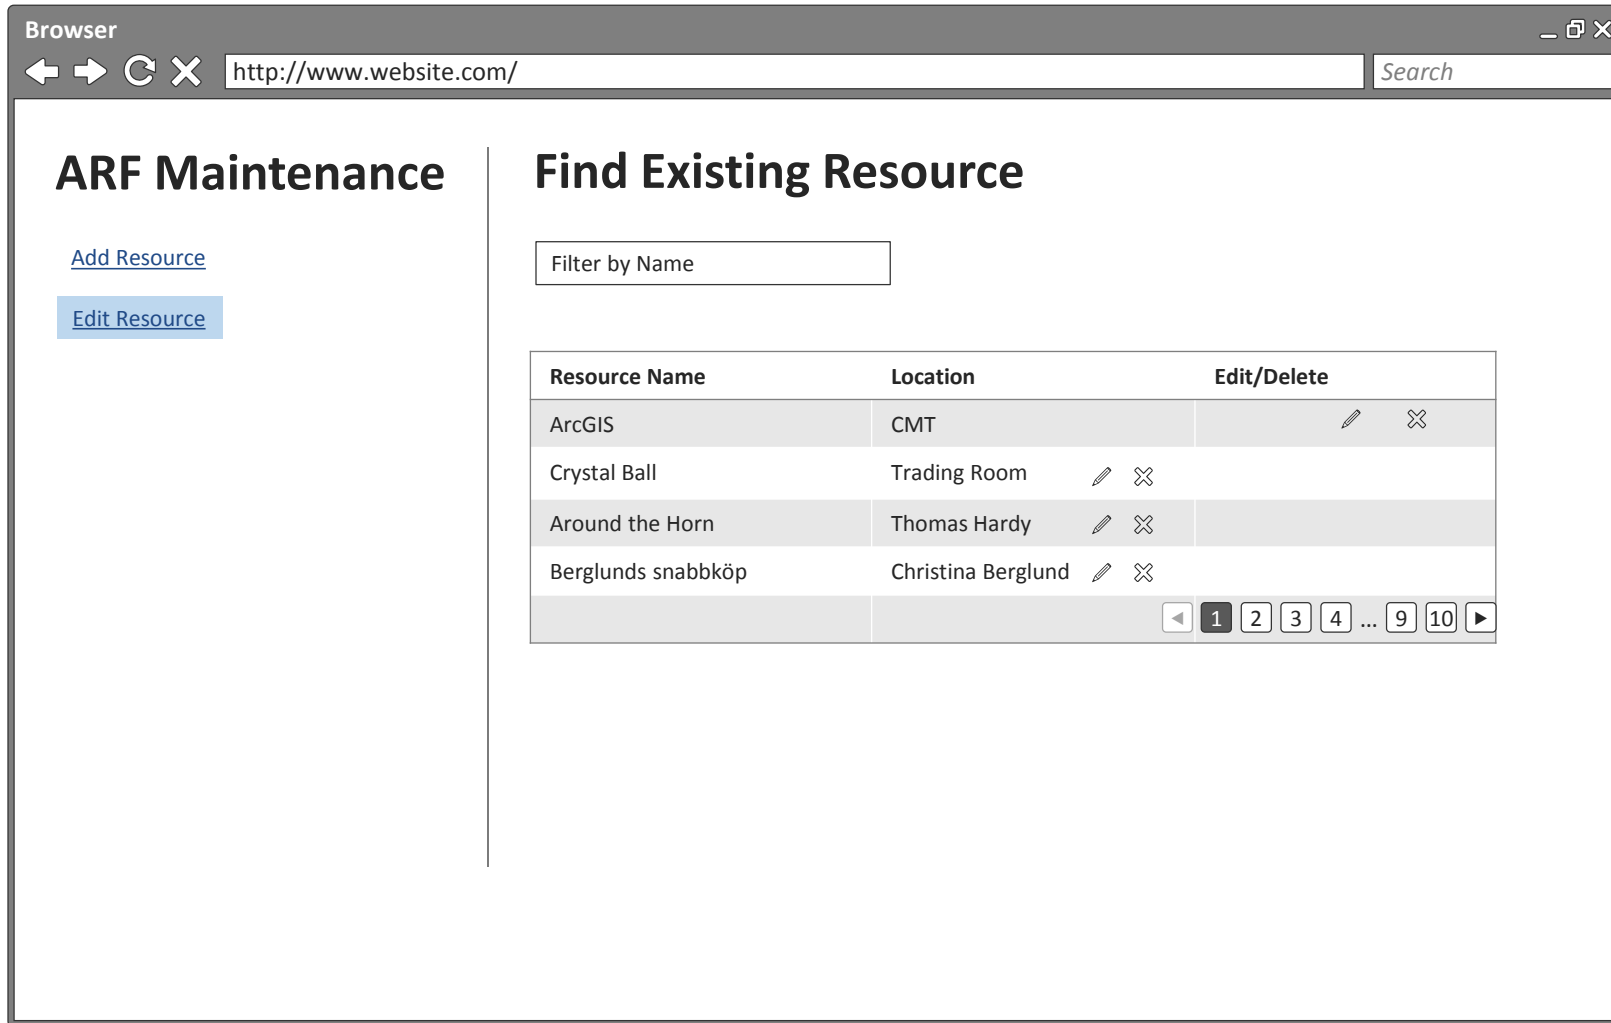 Browser
http://www.website.com/
Search
ARF Maintenance
Add Resource
Edit Resource
Find Existing Resource
Filter by Name
Resource Name Location Edit/Delete
ArcGIS CMT
Crystal Ball Trading Room
Around the Horn Thomas Hardy
Berglunds snabbköp Christina Berglund
1 2 3 4 ... 9 10